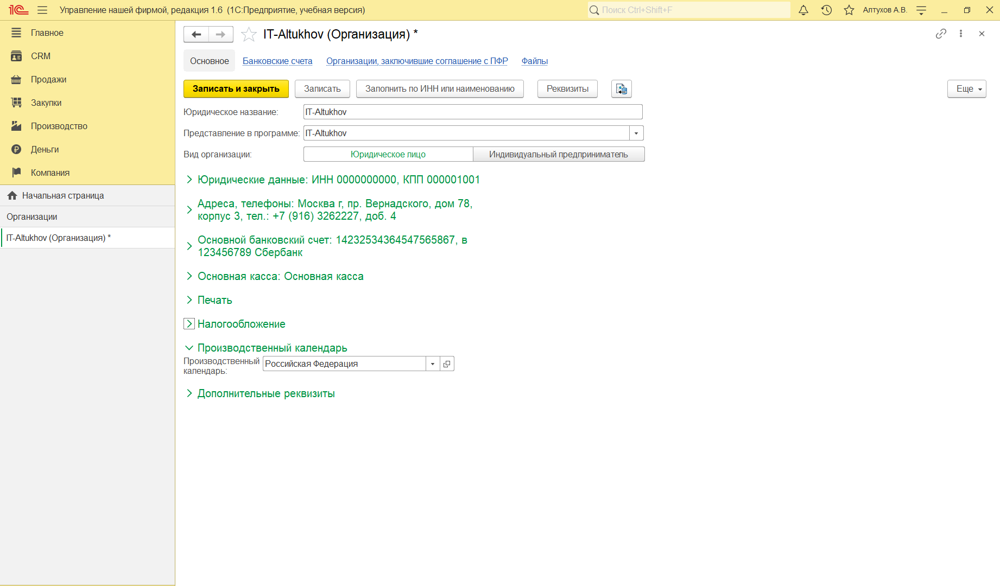 1С Управление нашей фирмой, редакция 1.6 (1С:Предприятие, учебная версия) Поиск Ctrl+Shift+F Алтухов А.В.
Главное
CRM
Продажи
Закупки
Производство
Деньги
Компания
Начальная страница
Организации
IT-Altukhov (Организация) *
IT-Altukhov (Организация) *
Основное Банковские счета Организации, заключившие соглашение с ПФР Файлы
Записать и закрыть Записать Заполнить по ИНН или наименованию Реквизиты Еще
Юридическое название: IT-Altukhov
Представление в программе: IT-Altukhov
Вид организации: Юридическое лицо Индивидуальный предприниматель
Юридические данные: ИНН 0000000000, КПП 000001001
Адреса, телефоны: Москва г, пр. Вернадского, дом 78,
корпус 3, тел.: +7 (916) 3262227, доб. 4
Основной банковский счет: 14232534364547565867, в
123456789 Сбербанк
Основная касса: Основная касса
Печать
Налогообложение
Производственный календарь
Производственный
календарь: Российская Федерация
Дополнительные реквизиты